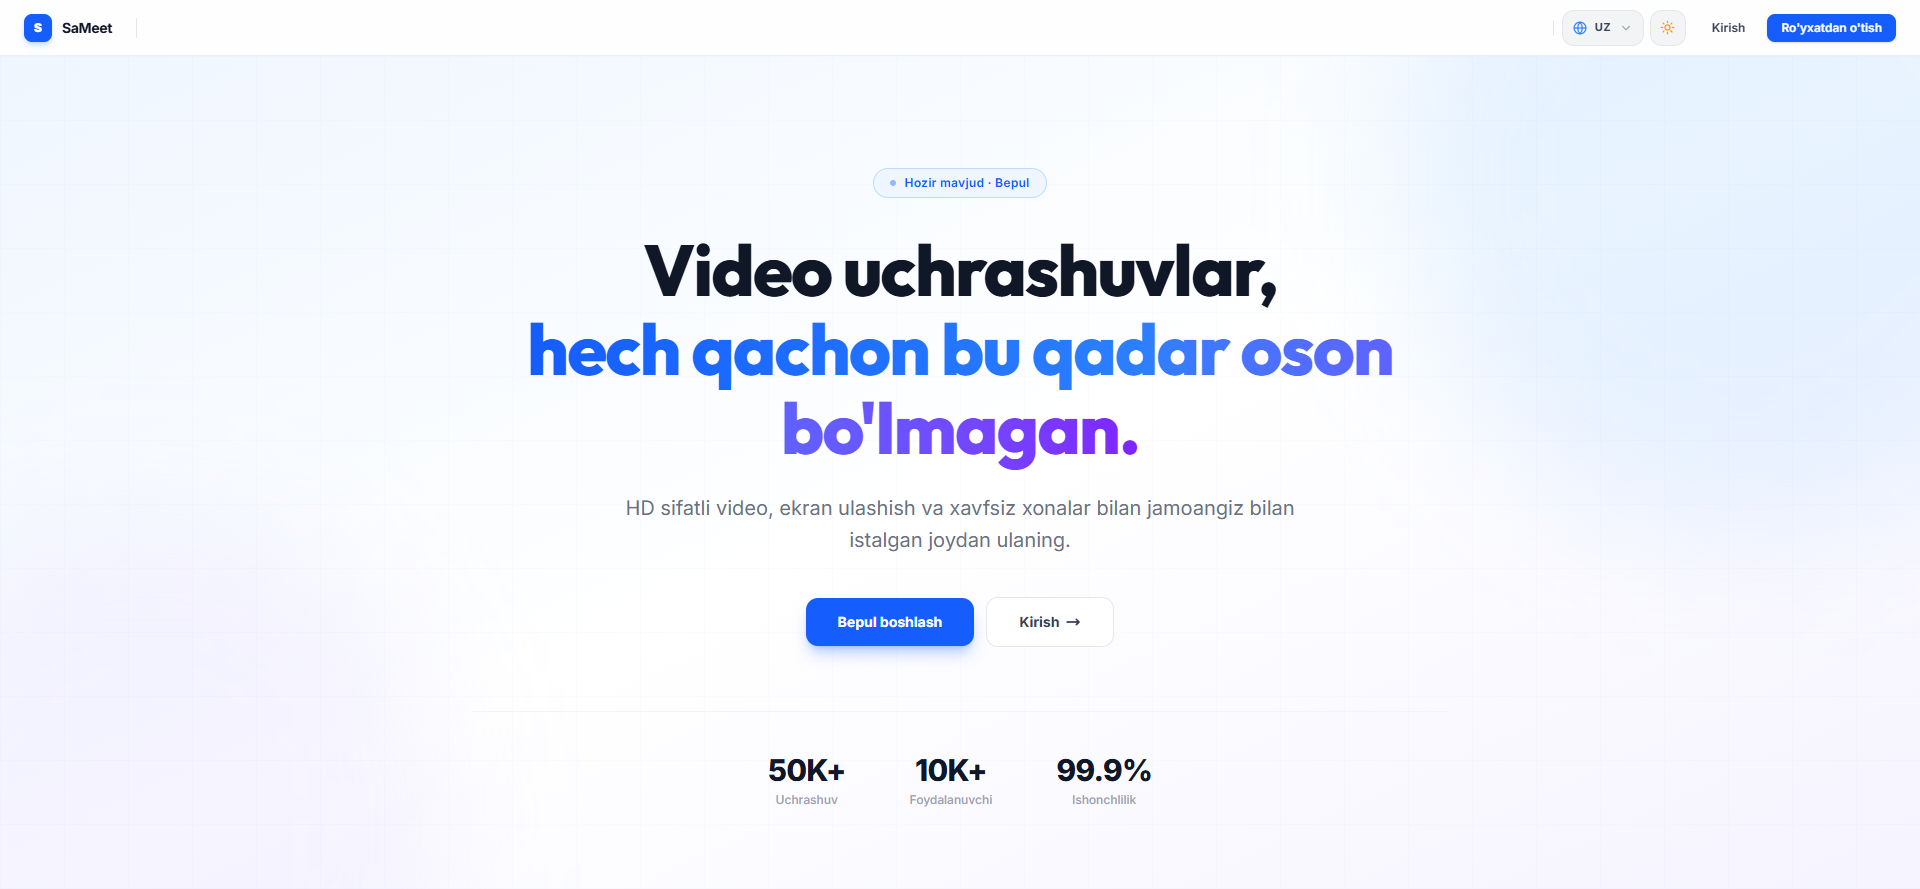 S SaMeet
UZ
Kirish
Ro'yxatdan o'tish
Hozir mavjud · Bepul
Video uchrashuvlar,
hech qachon bu qadar oson
bo'lmagan.
HD sifatli video, ekran ulashish va xavfsiz xonalar bilan jamoangiz bilan
istalgan joydan ulaning.
Bepul boshlash
Kirish →
50K+ 10K+ 99.9%
Uchrashuv Foydalanuvchi Ishonchlilik